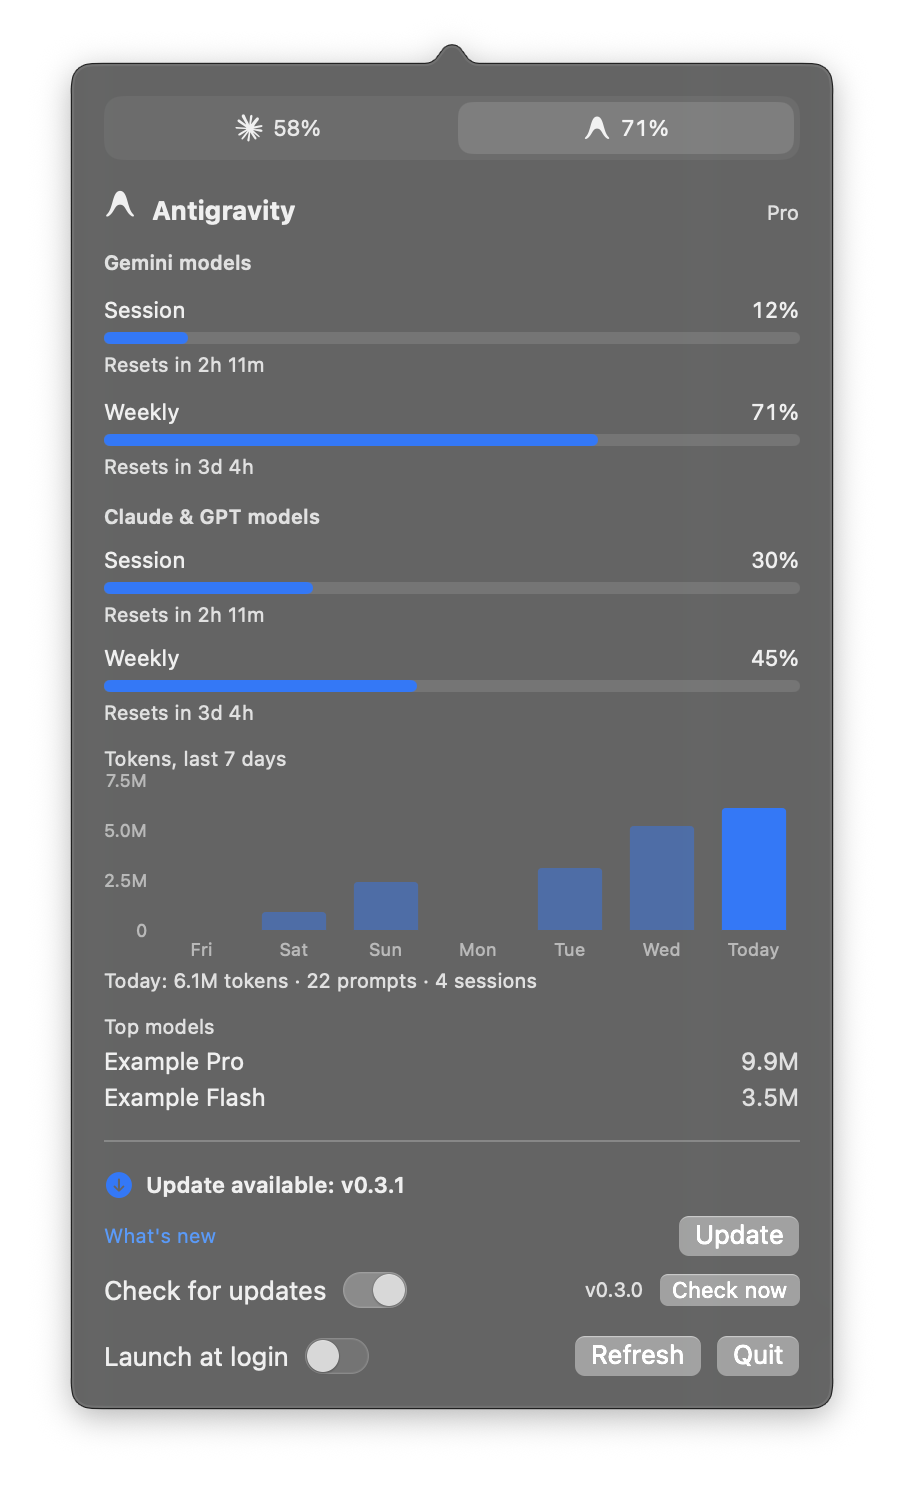 58% 71%
Antigravity Pro
Gemini models
Session 12%
Resets in 2h 11m
Weekly 71%
Resets in 3d 4h
Claude & GPT models
Session 30%
Resets in 2h 11m
Weekly 45%
Resets in 3d 4h
Tokens, last 7 days
7.5M
5.0M
2.5M
0
Fri Sat Sun Mon Tue Wed Today
Today: 6.1M tokens · 22 prompts · 4 sessions
Top models
Example Pro 9.9M
Example Flash 3.5M
Update available: v0.3.1
What's new Update
Check for updates v0.3.0 Check now
Launch at login Refresh Quit